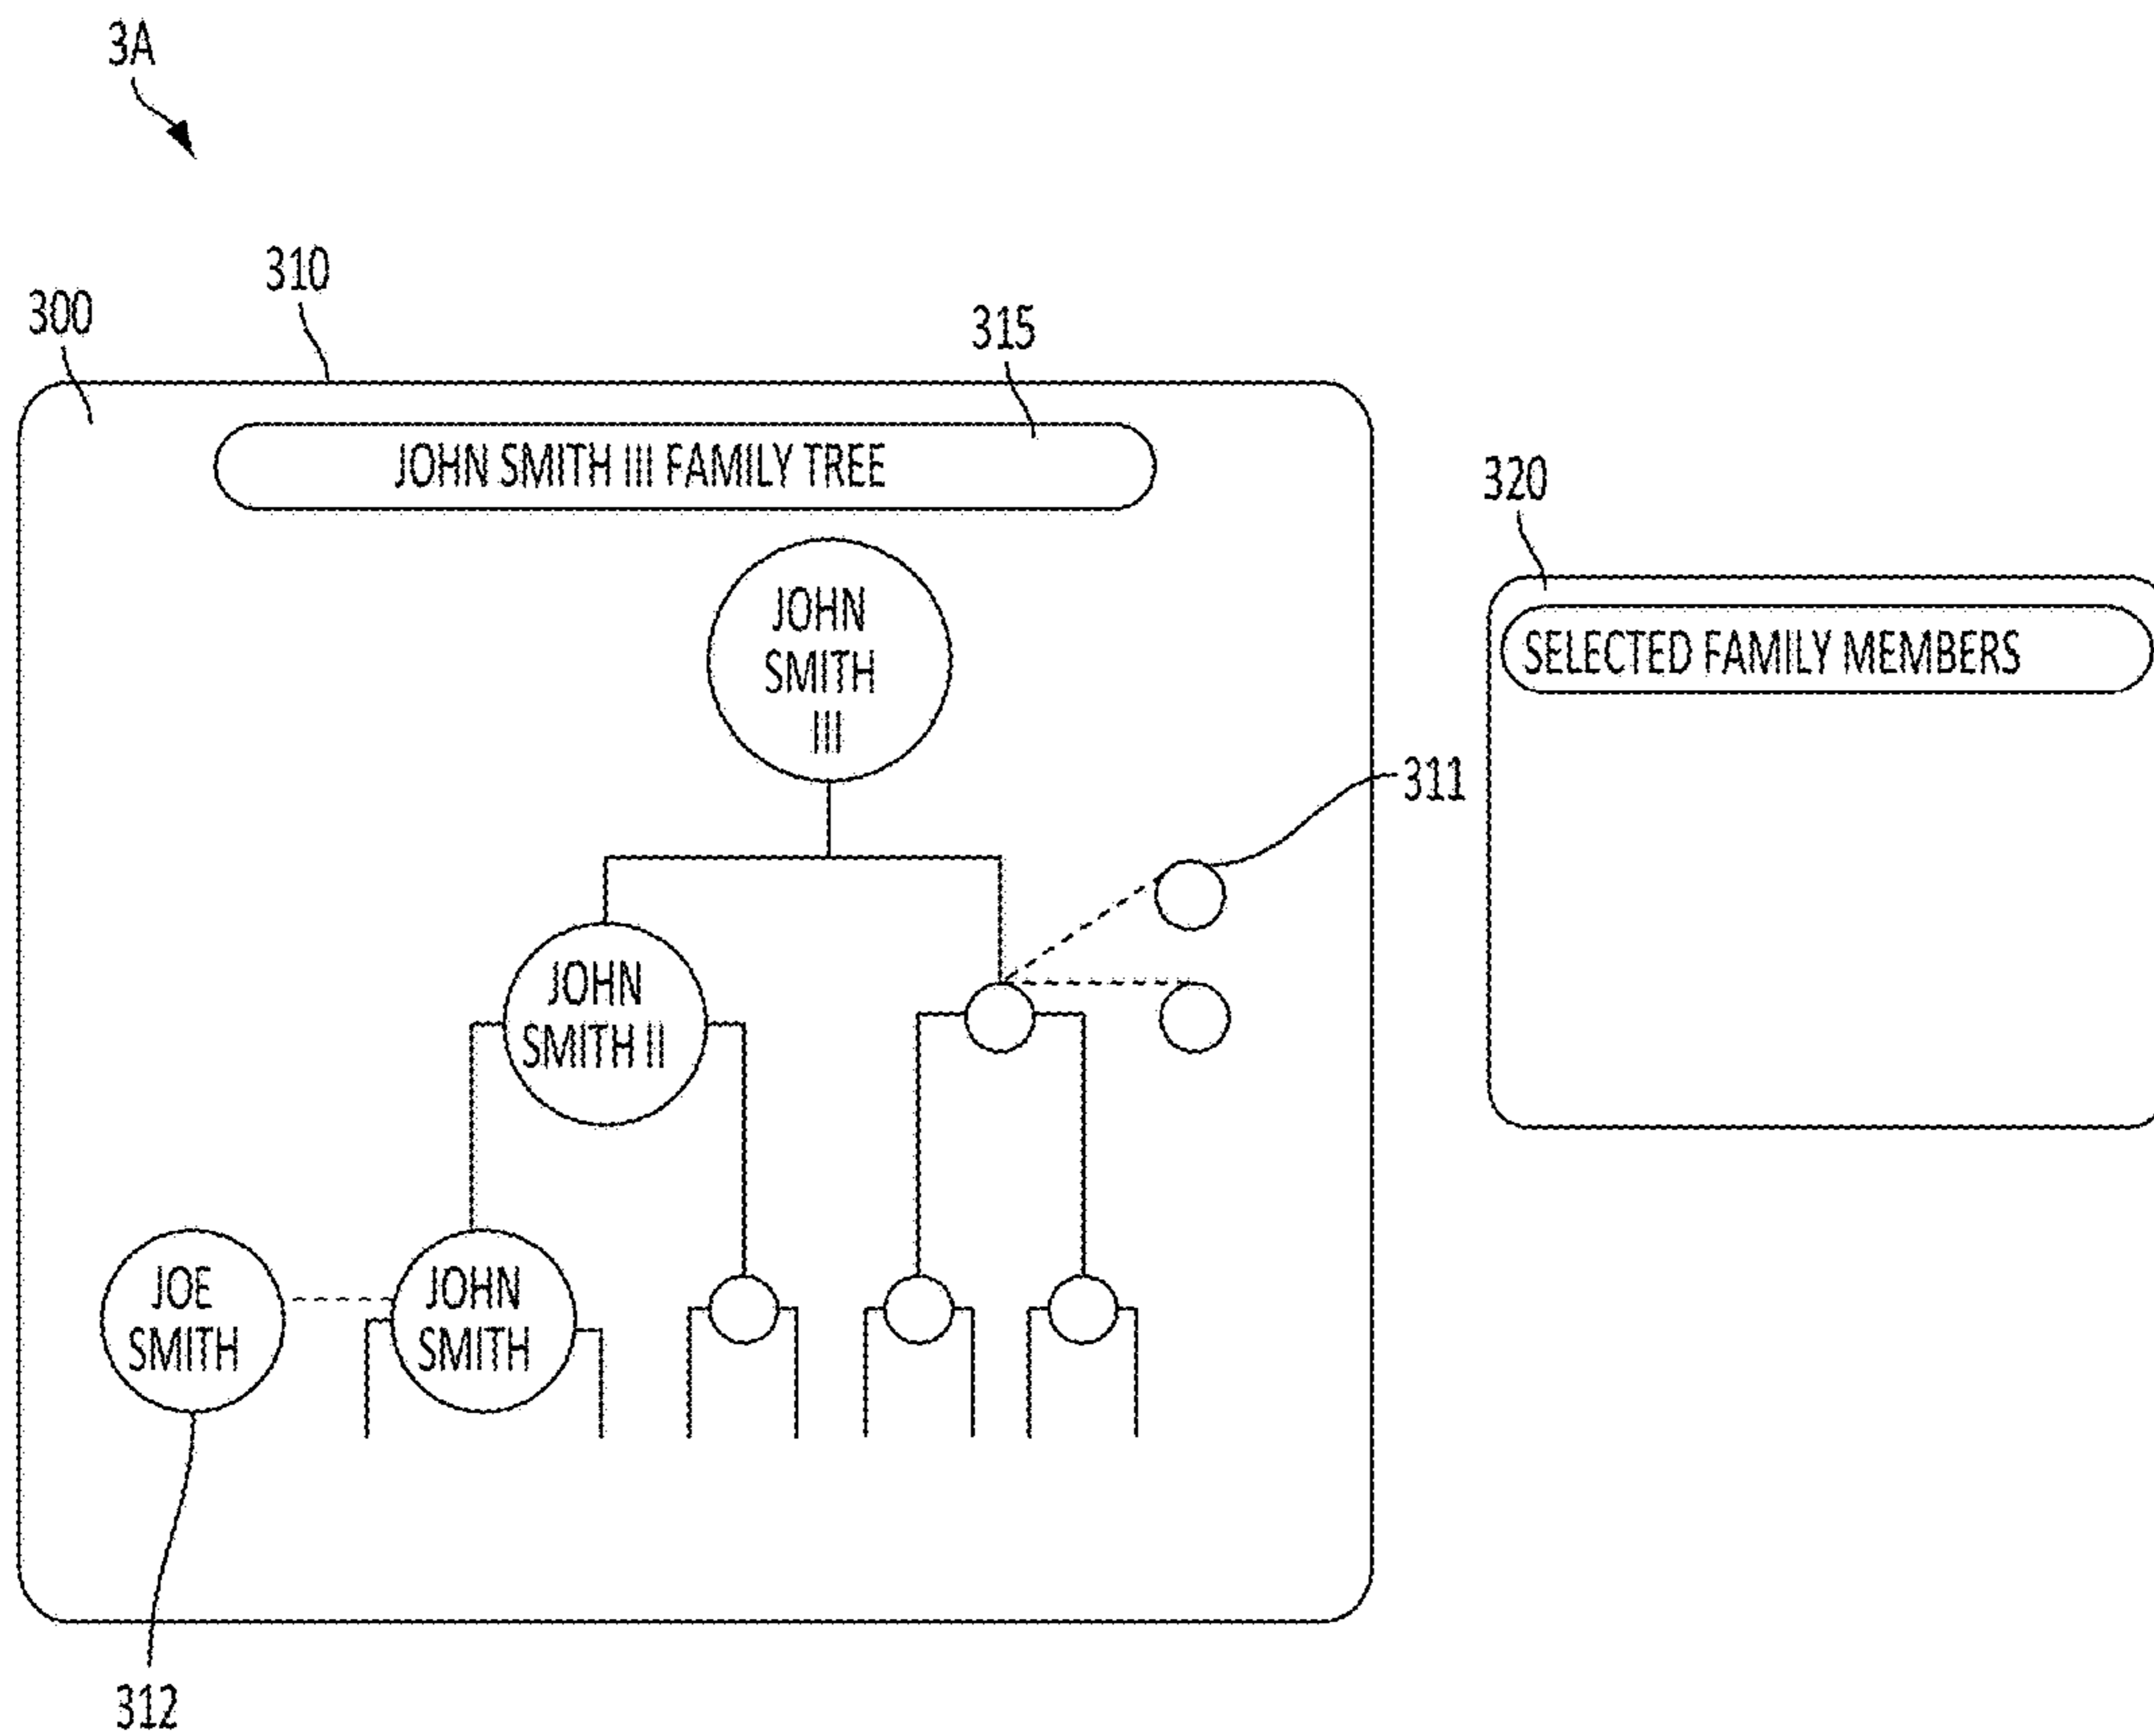 3A
310
300
315
JOHN SMITH III FAMILY TREE
320
SELECTED FAMILY MEMBERS
JOHN
SMITH
III
311
JOHN
SMITH II
JOE
SMITH
JOHN
SMITH
312